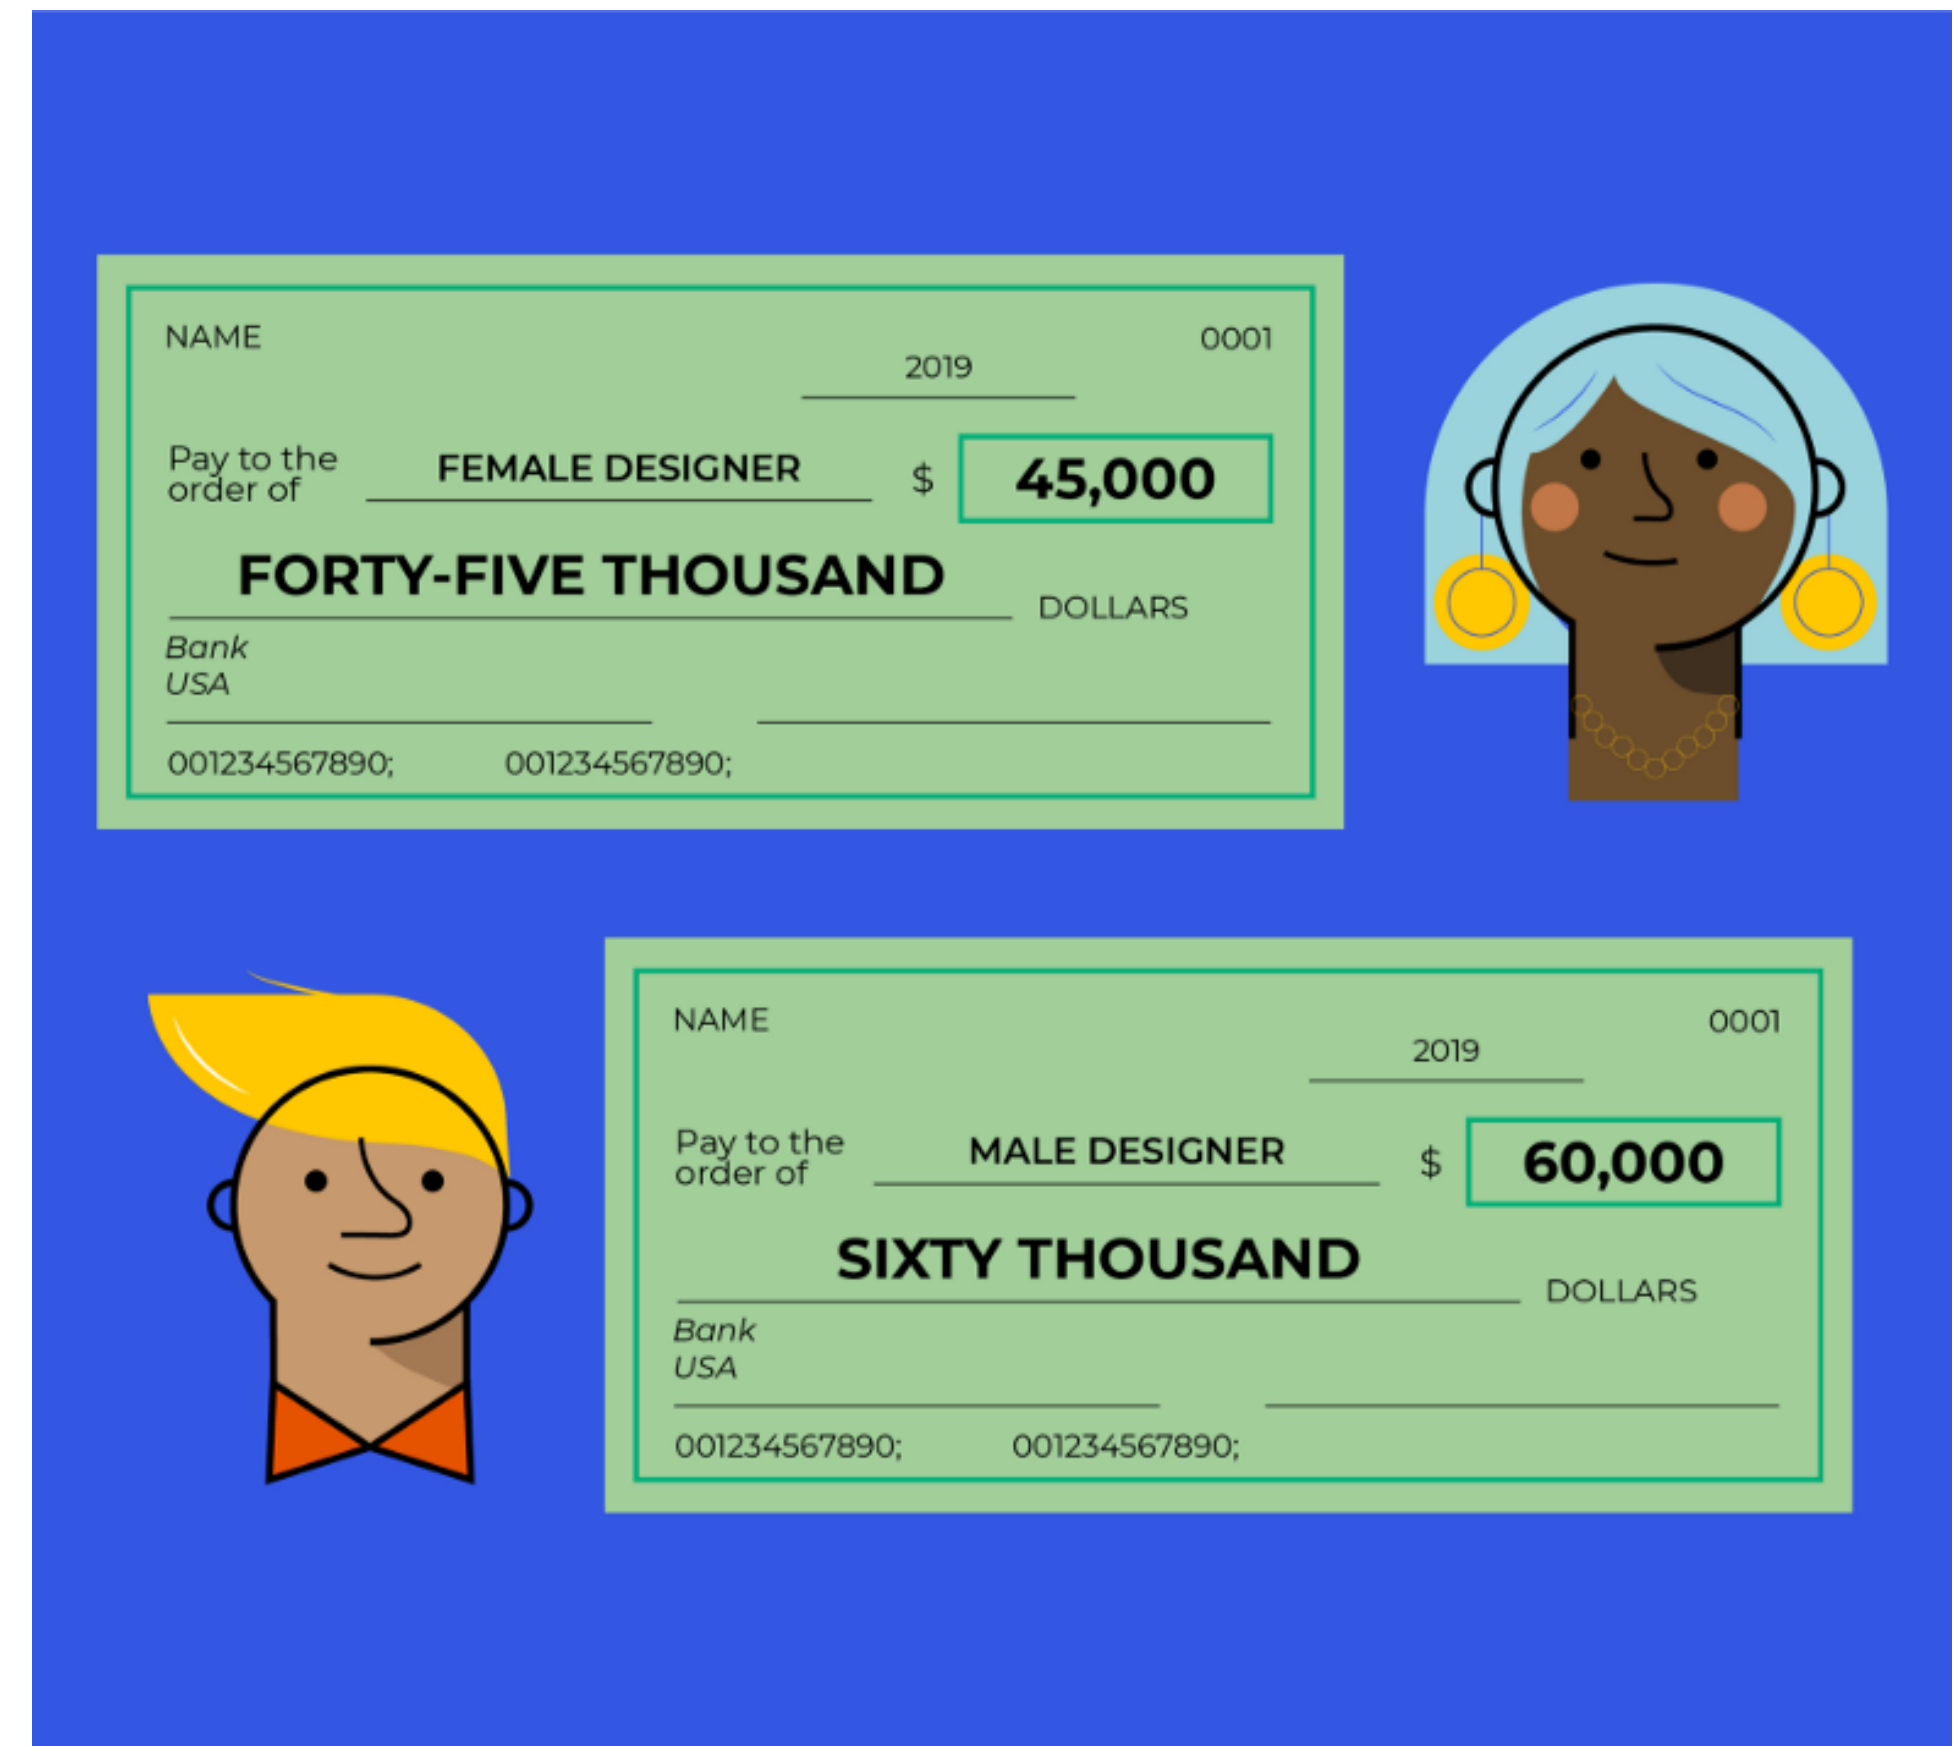 NAME
0001
2019
Pay to the
order of
FEMALE DESIGNER
$
45,000
FORTY-FIVE THOUSAND
DOLLARS
Bank
USA
001234567890; 001234567890;
NAME
0001
2019
Pay to the
order of
MALE DESIGNER
$
60,000
SIXTY THOUSAND
DOLLARS
Bank
USA
001234567890; 001234567890;